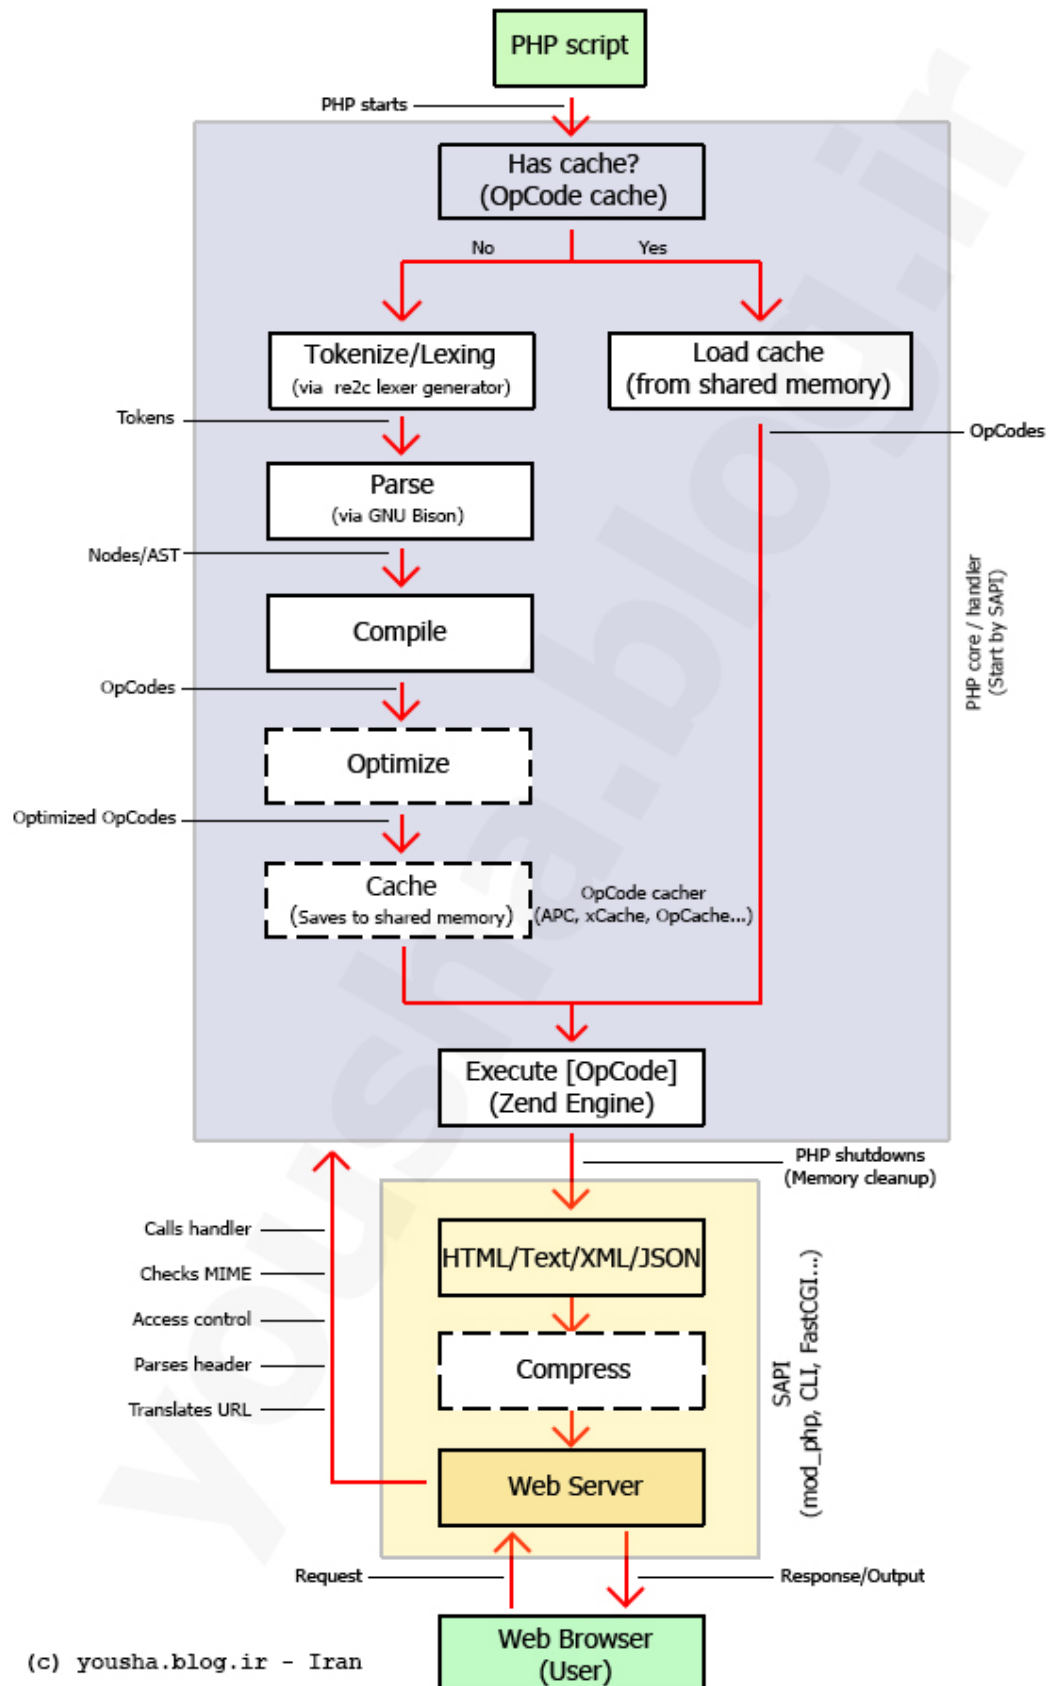 PHP script
PHP starts
Has cache?
(OpCode cache)
No
Yes
Tokenize/Lexing
(via re2c lexer generator)
Load cache
(from shared memory)
Tokens
OpCodes
Parse
(via GNU Bison)
Nodes/AST
Compile
PHP core / handler
(Start by SAPI)
OpCodes
Optimize
Optimized OpCodes
Cache
(Saves to shared memory)
OpCode cacher
(APC, xCache, OpCache...)
Execute [OpCode]
(Zend Engine)
PHP shutdowns
(Memory cleanup)
Calls handler
Checks MIME
Access control
Parses header
Translates URL
HTML/Text/XML/JSON
Compress
Web Server
SAPI
(mod_php, CLI, FastCGI...)
Request
Response/Output
Web Browser
(User)
(c) yousha.blog.ir - Iran
yousha.blog.ir